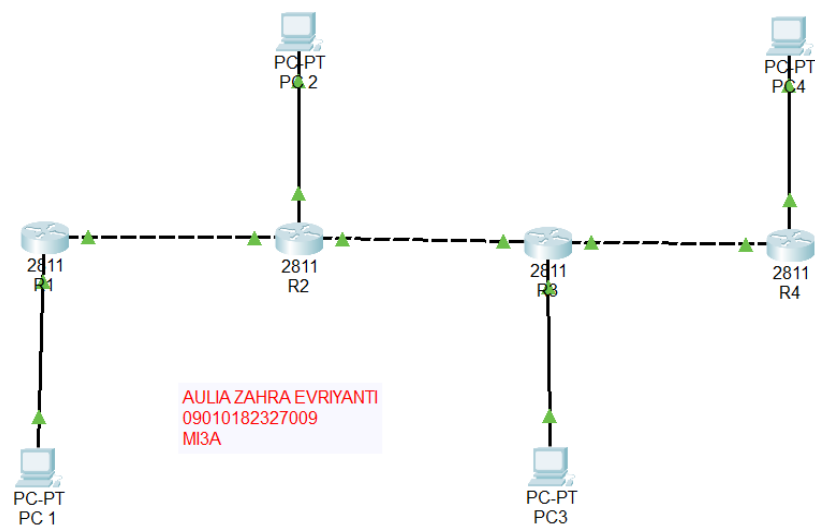 PC-PT
PC 2
PC-PT
PC4
2811
R1
2811
R2
2811
R3
2811
R4
AULIA ZAHRA EVRIYANTI
09010182327009
MI3A
PC-PT
PC 1
PC-PT
PC3